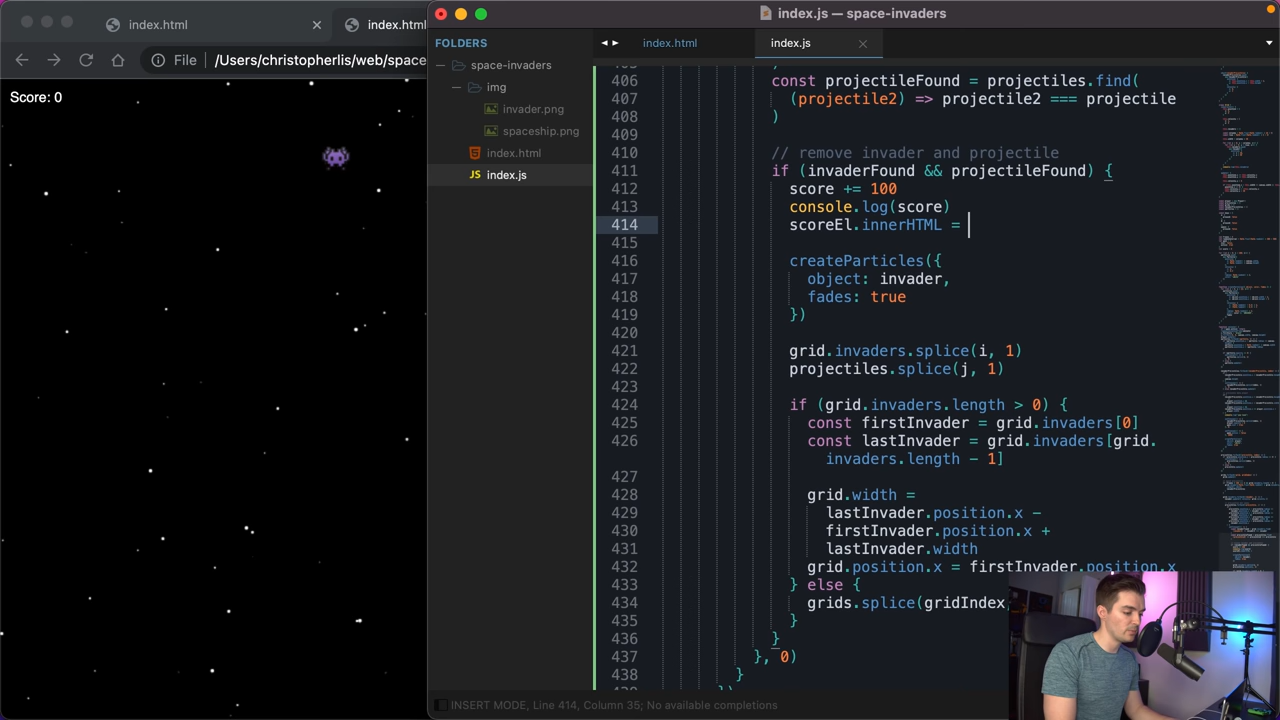 index.html
index.html
File
/Users/christopherlis/web/space
Score: 0
index.js — space-invaders
FOLDERS
space-invaders
img
invader.png
spaceship.png
index.html
JS index.js
index.html
index.js
406 const projectileFound = projectiles.find(
407 (projectile2) => projectile2 === projectile
408 )
409
410 // remove invader and projectile
411 if (invaderFound && projectileFound) {
412 score += 100
413 console.log(score)
414 scoreEl.innerHTML =
415
416 createParticles({
417 object: invader,
418 fades: true
419 })
420
421 grid.invaders.splice(i, 1)
422 projectiles.splice(j, 1)
423
424 if (grid.invaders.length > 0) {
425 const firstInvader = grid.invaders[0]
426 const lastInvader = grid.invaders[grid.
invaders.length - 1]
427
428 grid.width =
429 lastInvader.position.x -
430 firstInvader.position.x +
431 lastInvader.width
432 grid.position.x = firstInvader.position.x
433 } else {
434 grids.splice(gridIndex,
435 }
436 }
437 }, 0)
438 }
INSERT MODE, Line 414, Column 35; No available completions